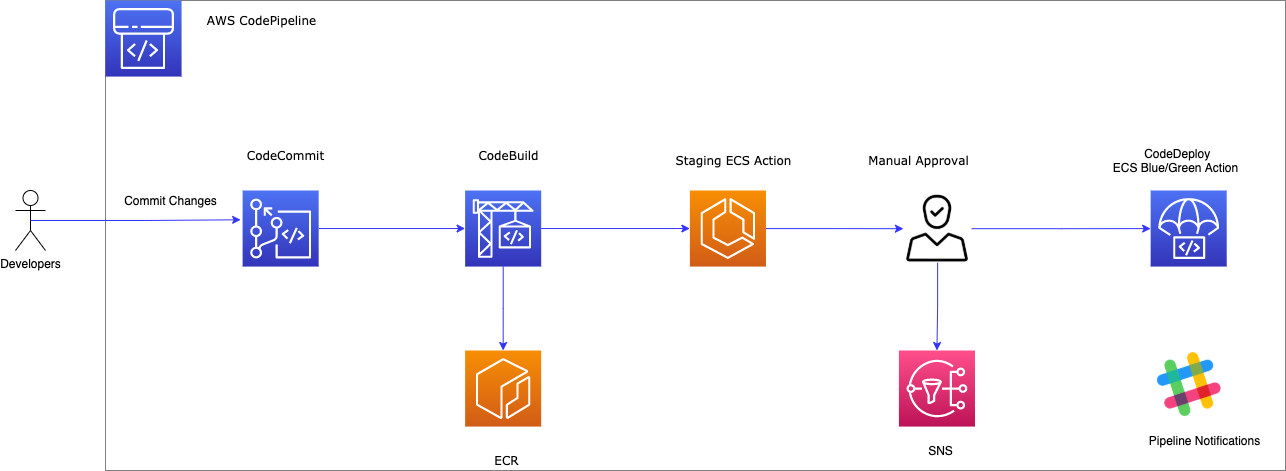 AWS CodePipeline
CodeCommit
CodeBuild
Staging ECS Action
Manual Approval
CodeDeploy
ECS Blue/Green Action
Commit Changes
Developers
ECR
SNS
Pipeline Notifications